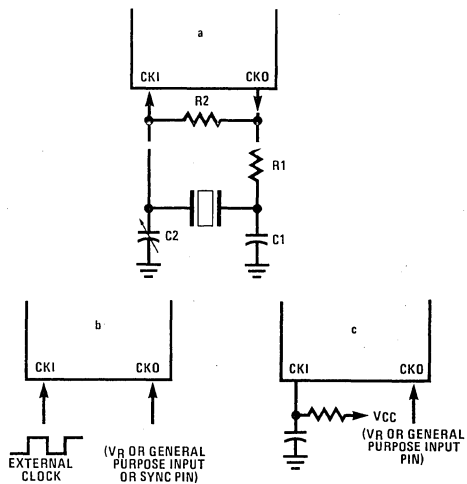 a
CKI CKO
R2
R1
C2 C1
b
CKI CKO
EXTERNAL
CLOCK
(VR OR GENERAL
PURPOSE INPUT
OR SYNC PIN)
c
CKI CKO
VCC
(VR OR GENERAL
PURPOSE INPUT
PIN)